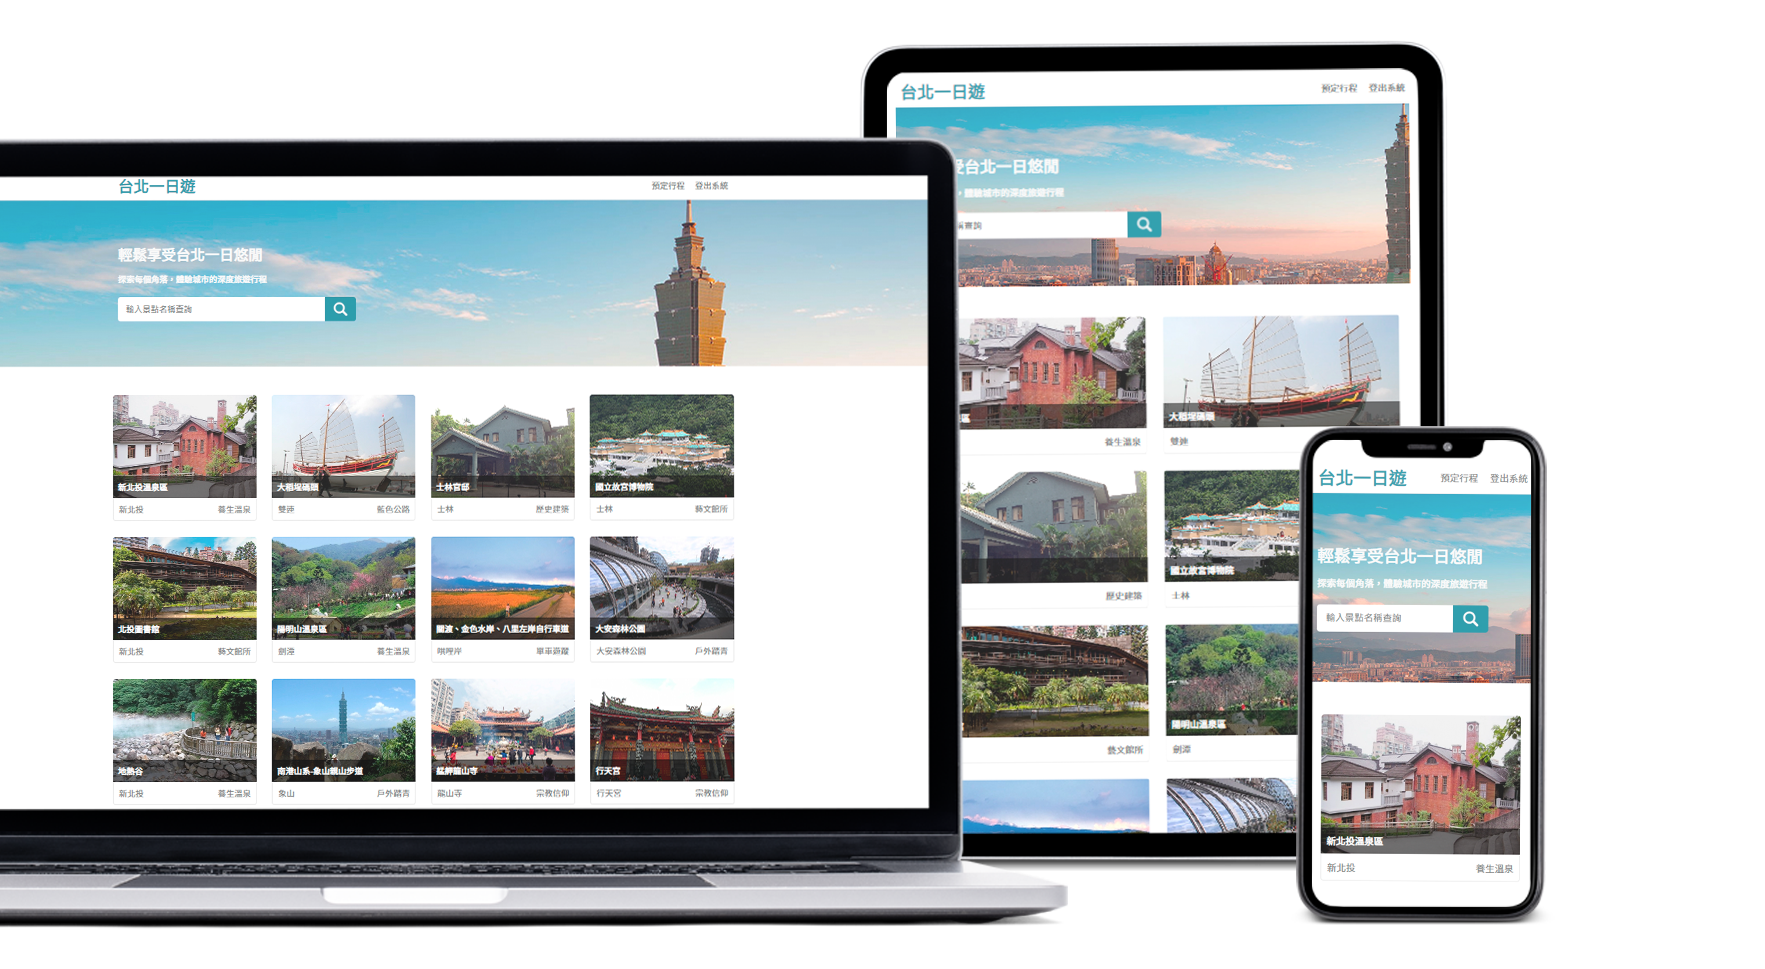 台北一日遊
預定行程 登出系統
輕鬆享受台北一日悠閒
探索每個角落，體驗城市的深度旅遊行程
輸入景點名稱查詢
新北投溫泉區
新北投 養生溫泉
大稻埕碼頭
雙連 藍色公路
士林官邸
士林 歷史建築
國立故宮博物院
士林 藝文館所
北投圖書館
新北投 藝文館所
陽明山溫泉區
劍潭 養生溫泉
關渡、金色水岸、八里左岸自行車道
唭哩岸 單車遊蹤
大安森林公園
大安森林公園 戶外踏青
地熱谷
新北投 養生溫泉
南港山系-象山親山步道
象山 戶外踏青
艋舺龍山寺
龍山寺 宗教信仰
行天宮
行天宮 宗教信仰
台北一日遊
預定行程 登出系統
受台北一日悠閒
，體驗城市的深度旅遊行程
稱查詢
區
養生溫泉
大稻埕碼頭
雙連
歷史建築
國立故宮博物院
士林
藝文館所
陽明山溫泉區
劍潭
台北一日遊
預定行程 登出系統
輕鬆享受台北一日悠閒
探索每個角落，體驗城市的深度旅遊行程
輸入景點名稱查詢
新北投溫泉區
新北投 養生溫泉